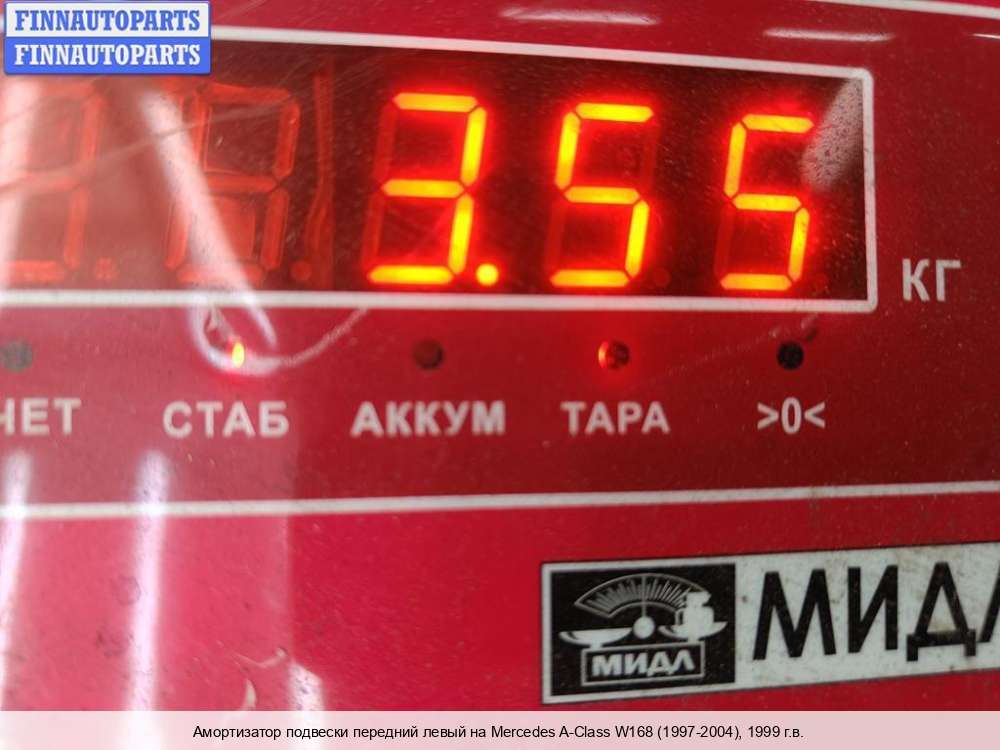 FINNAUTOPARTS
FINNAUTOPARTS
3.55
КГ
ЧЕТ СТАБ АККУМ ТАРА >0<
МИДЛ МИДЛ
Амортизатор подвески передний левый на Mercedes A-Class W168 (1997-2004), 1999 г.в.